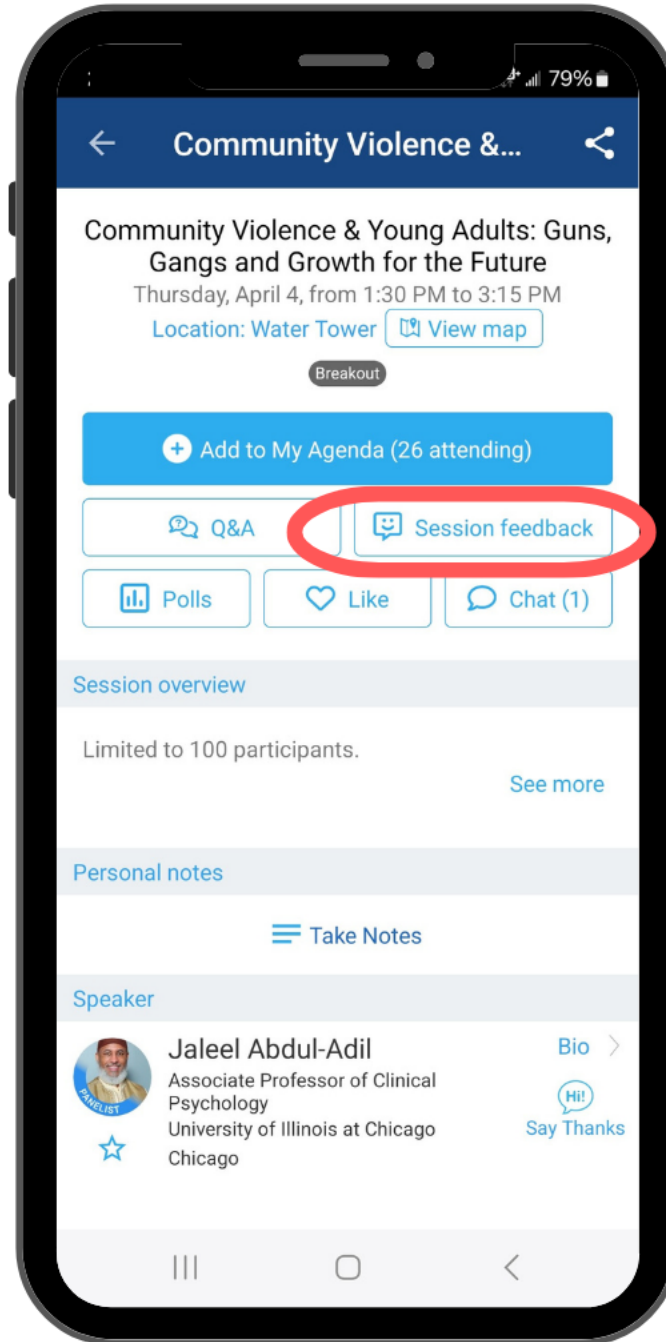 79%
Community Violence &...
Community Violence & Young Adults: Guns,
Gangs and Growth for the Future
Thursday, April 4, from 1:30 PM to 3:15 PM
Location: Water Tower View map
Breakout
Add to My Agenda (26 attending)
Q&A Session feedback
Polls Like Chat (1)
Session overview
Limited to 100 participants.
See more
Personal notes
Take Notes
Speaker
Jaleel Abdul-Adil Bio
Associate Professor of Clinical
Psychology
University of Illinois at Chicago
Chicago
PANELIST
Hi!
Say Thanks